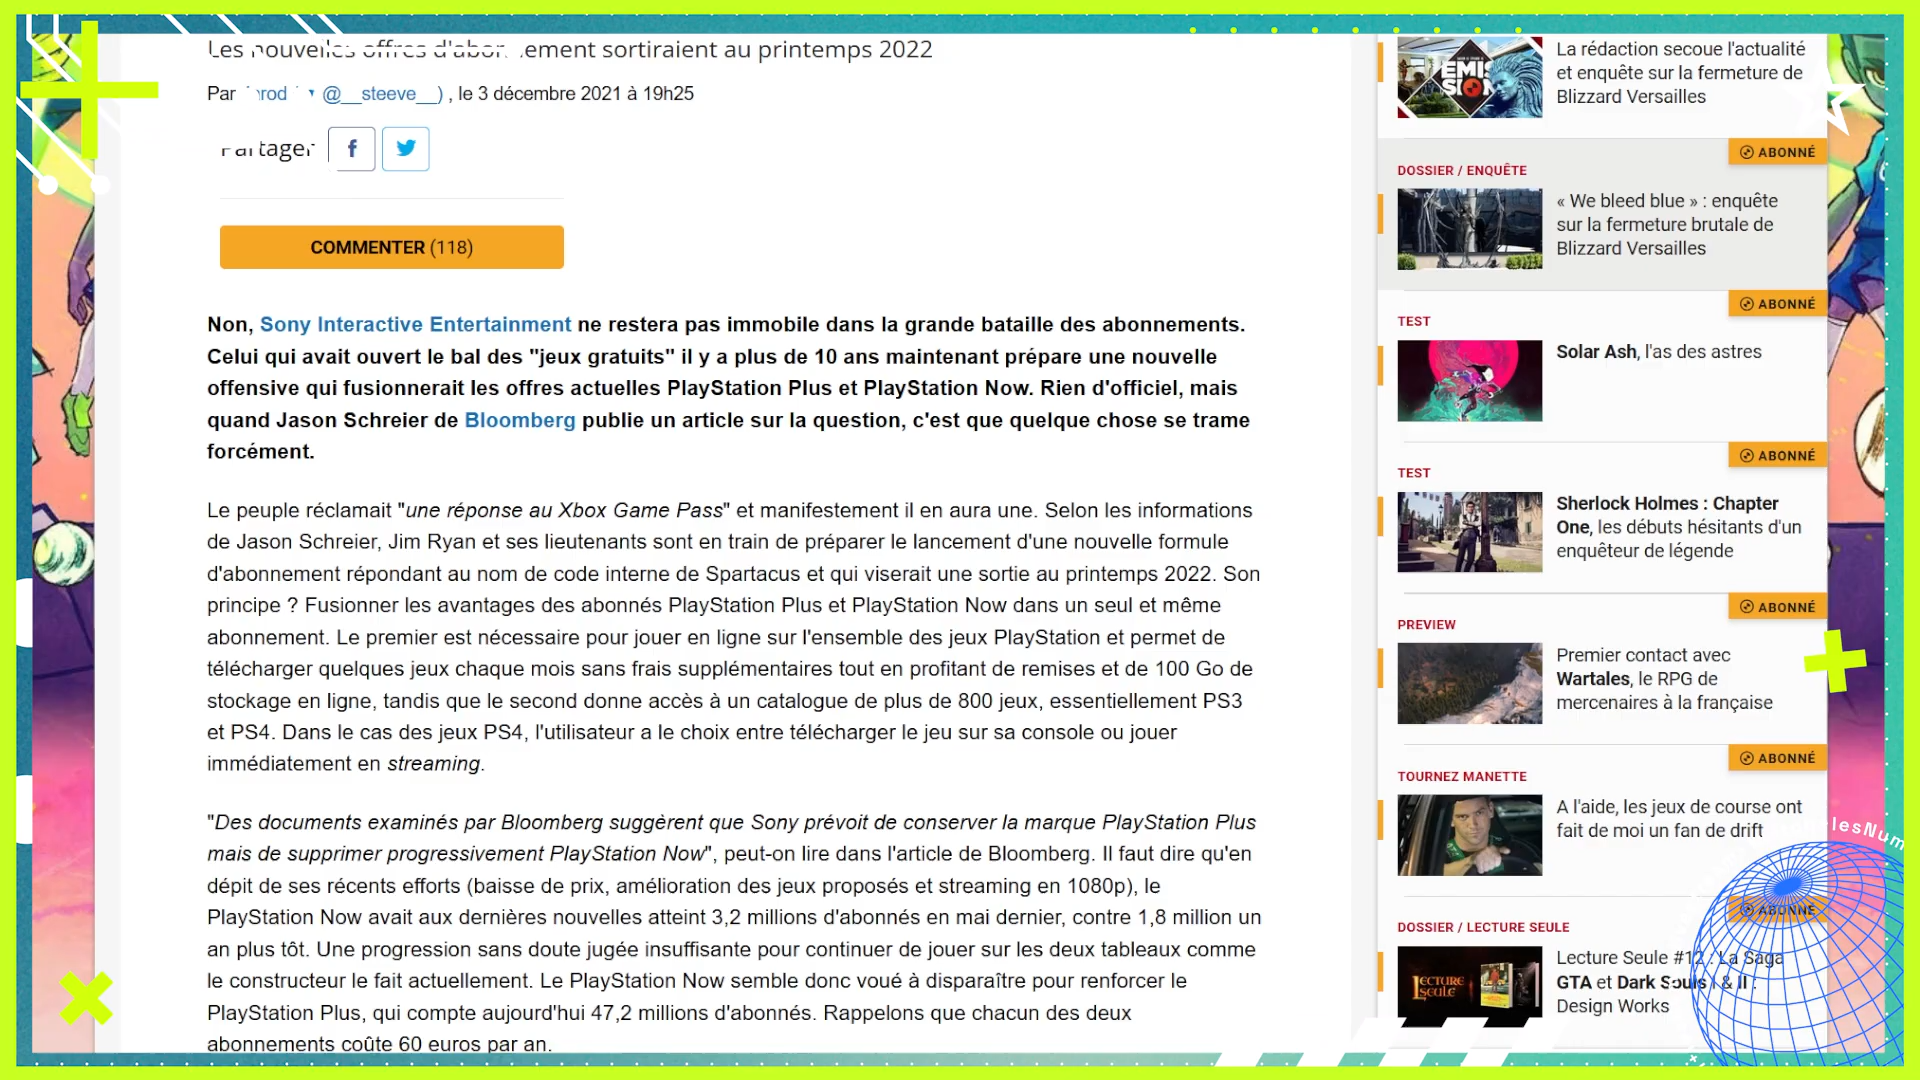 Les nouvelles offres d'abonnement sortiraient au printemps 2022
Par @__steeve__) , le 3 décembre 2021 à 19h25
Partager
COMMENTER (118)
Non, Sony Interactive Entertainment ne restera pas immobile dans la grande bataille des abonnements.
Celui qui avait ouvert le bal des "jeux gratuits" il y a plus de 10 ans maintenant prépare une nouvelle
offensive qui fusionnerait les offres actuelles PlayStation Plus et PlayStation Now. Rien d'officiel, mais
quand Jason Schreier de Bloomberg publie un article sur la question, c'est que quelque chose se trame
forcément.
Le peuple réclamait "une réponse au Xbox Game Pass" et manifestement il en aura une. Selon les informations
de Jason Schreier, Jim Ryan et ses lieutenants sont en train de préparer le lancement d'une nouvelle formule
d'abonnement répondant au nom de code interne de Spartacus et qui viserait une sortie au printemps 2022. Son
principe ? Fusionner les avantages des abonnés PlayStation Plus et PlayStation Now dans un seul et même
abonnement. Le premier est nécessaire pour jouer en ligne sur l'ensemble des jeux PlayStation et permet de
télécharger quelques jeux chaque mois sans frais supplémentaires tout en profitant de remises et de 100 Go de
stockage en ligne, tandis que le second donne accès à un catalogue de plus de 800 jeux, essentiellement PS3
et PS4. Dans le cas des jeux PS4, l'utilisateur a le choix entre télécharger le jeu sur sa console ou jouer
immédiatement en streaming.
"Des documents examinés par Bloomberg suggèrent que Sony prévoit de conserver la marque PlayStation Plus
mais de supprimer progressivement PlayStation Now", peut-on lire dans l'article de Bloomberg. Il faut dire qu'en
dépit de ses récents efforts (baisse de prix, amélioration des jeux proposés et streaming en 1080p), le
PlayStation Now avait aux dernières nouvelles atteint 3,2 millions d'abonnés en mai dernier, contre 1,8 million un
an plus tôt. Une progression sans doute jugée insuffisante pour continuer de jouer sur les deux tableaux comme
le constructeur le fait actuellement. Le PlayStation Now semble donc voué à disparaître pour renforcer le
PlayStation Plus, qui compte aujourd'hui 47,2 millions d'abonnés. Rappelons que chacun des deux
abonnements coûte 60 euros par an.
EMISSION
La rédaction secoue l'actualité
et enquête sur la fermeture de
Blizzard Versailles
ABONNÉ
DOSSIER / ENQUÊTE
« We bleed blue » : enquête
sur la fermeture brutale de
Blizzard Versailles
ABONNÉ
TEST
Solar Ash, l'as des astres
ABONNÉ
TEST
Sherlock Holmes : Chapter
One, les débuts hésitants d'un
enquêteur de légende
ABONNÉ
PREVIEW
Premier contact avec
Wartales, le RPG de
mercenaires à la française
ABONNÉ
TOURNEZ MANETTE
A l'aide, les jeux de course ont
fait de moi un fan de drift
ABONNÉ
DOSSIER / LECTURE SEULE
LECTURE
SEULE
Lecture Seule #12 : La Saga
GTA et Dark Souls I & II :
Design Works